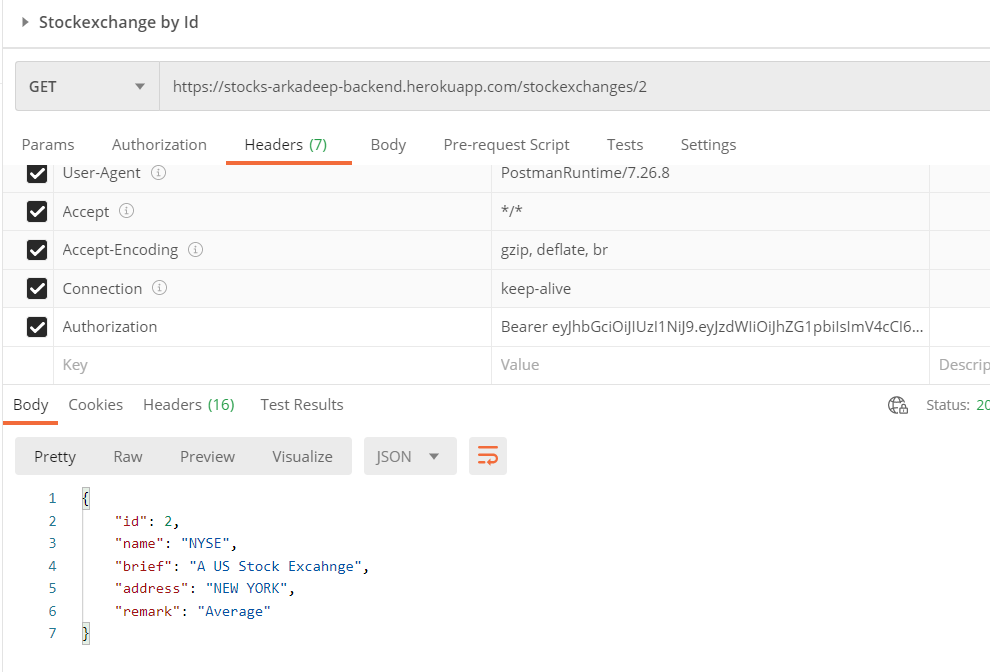 Stockexchange by Id
GET https://stocks-arkadeep-backend.herokuapp.com/stockexchanges/2
Params Authorization Headers (7) Body Pre-request Script Tests Settings
User-Agent PostmanRuntime/7.26.8
Accept */*
Accept-Encoding gzip, deflate, br
Connection keep-alive
Authorization Bearer eyJhbGciOiJIUzI1NiJ9.eyJzdWIiOiJhZG1pbiIsImV4cCI6...
Key Value Descrip
Body Cookies Headers (16) Test Results Status: 20
Pretty Raw Preview Visualize JSON
1 {
2 "id": 2,
3 "name": "NYSE",
4 "brief": "A US Stock Excahnge",
5 "address": "NEW YORK",
6 "remark": "Average"
7 }